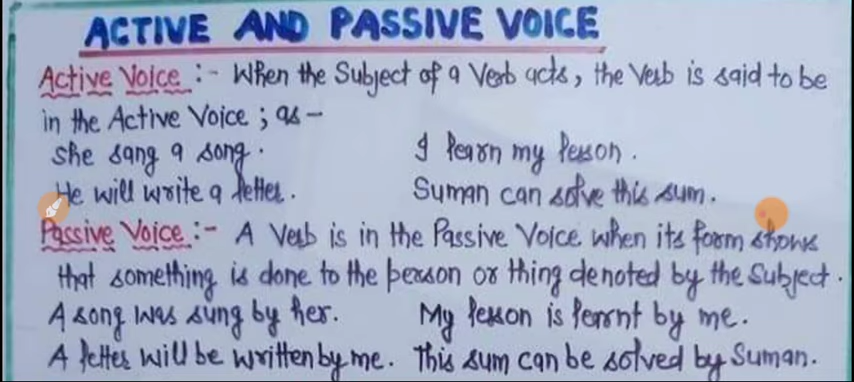 ACTIVE AND PASSIVE VOICE
Active Voice :- When the Subject of a Verb acts, the Verb is said to be
in the Active Voice ; as -
She sang a song. I learn my lesson.
He will write a letter. Suman can solve this sum.
Passive Voice :- A Verb is in the Passive Voice when its form shows
that something is done to the person or thing denoted by the Subject.
A song was sung by her. My lesson is learnt by me.
A letter will be written by me. This sum can be solved by Suman.